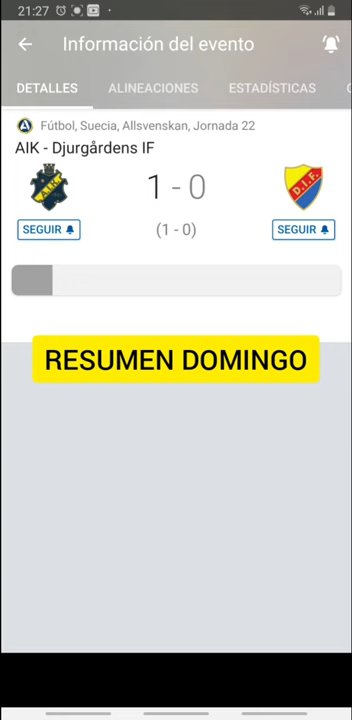 21:27
Información del evento
DETALLES
ALINEACIONES
ESTADÍSTICAS
Fútbol, Suecia, Allsvenskan, Jornada 22
AIK - Djurgårdens IF
AIK
1 - 0
D.I.F.
SEGUIR
(1 - 0)
SEGUIR
RESUMEN DOMINGO